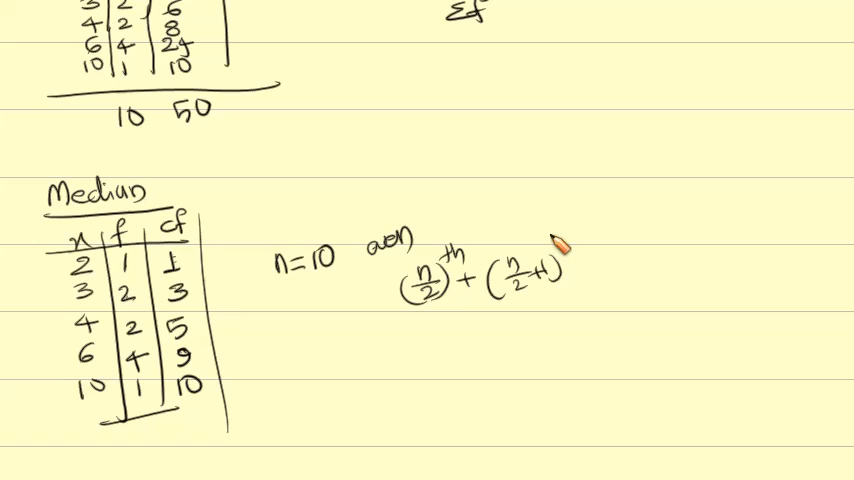 3 2 6
4 2 8
6 4 24
10 1 10
10 50
Σf
Median
x f cf
2 1 1
3 2 3
4 2 5
6 4 9
10 1 10
n=10
(n/2)th + (n/2+1)